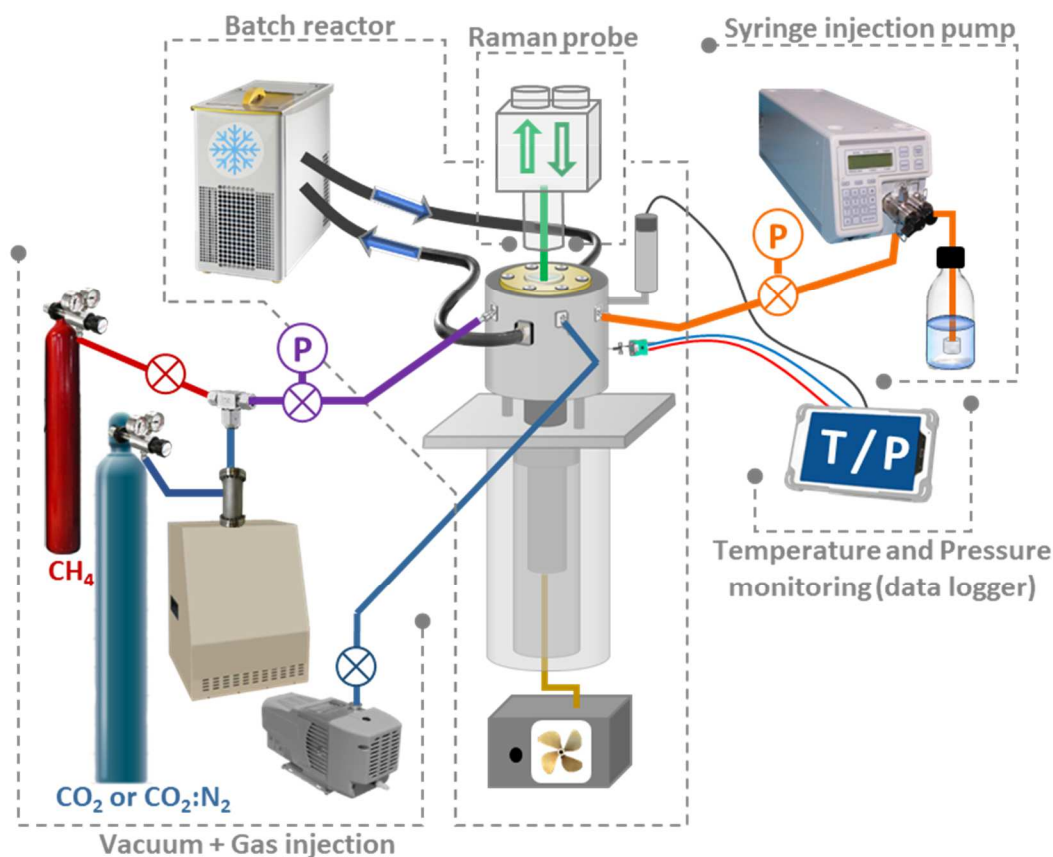 Batch reactor
Raman probe
Syringe injection pump
P
P
T/P
CH₄
Temperature and Pressure
monitoring (data logger)
CO₂ or CO₂:N₂
Vacuum + Gas injection